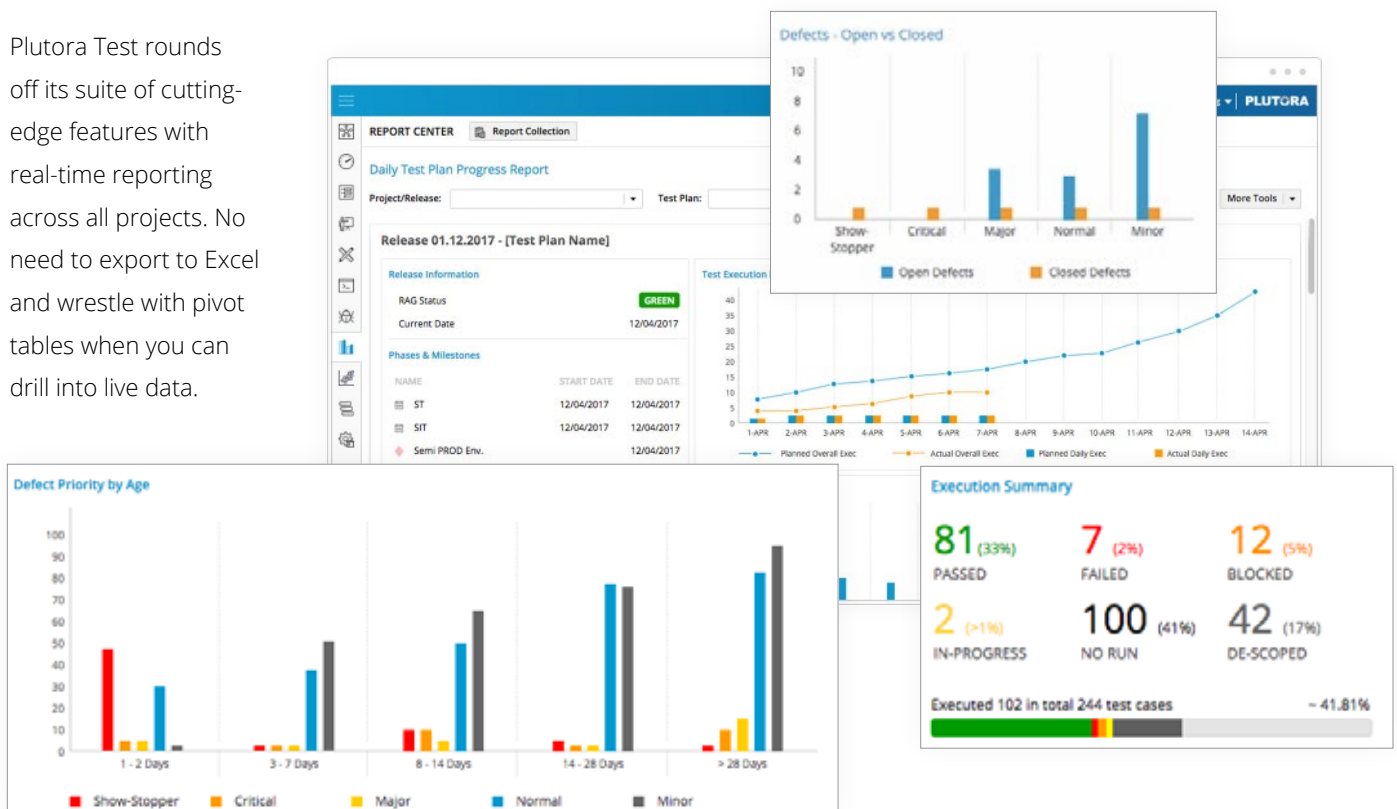 Plutora Test rounds
off its suite of cutting-
edge features with
real-time reporting
across all projects. No
need to export to Excel
and wrestle with pivot
tables when you can
drill into live data.
PLUTORA
REPORT CENTER Report Collection
Daily Test Plan Progress Report
Project/Release: Test Plan: More Tools
Release 01.12.2017 - [Test Plan Name]
Release Information
RAG Status GREEN
Current Date 12/04/2017
Phases & Milestones
NAME START DATE END DATE
ST 12/04/2017 12/04/2017
SIT 12/04/2017 12/04/2017
Semi PROD Env. 12/04/2017
Test Execution
40
35
30
25
20
15
10
5
0
1-APR 2-APR 3-APR 4-APR 5-APR 6-APR 7-APR 8-APR 9-APR 10-APR 11-APR 12-APR 13-APR 14-APR
Planned Overall Exec Actual Overall Exec Planned Daily Exec Actual Daily Exec
Defects - Open vs Closed
10
8
6
4
2
0
Show- Critical Major Normal Minor
Stopper
Open Defects Closed Defects
Defect Priority by Age
100
90
80
70
60
50
40
30
20
10
0
1 - 2 Days 3 - 7 Days 8 - 14 Days 14 - 28 Days > 28 Days
Show-Stopper Critical Major Normal Minor
Execution Summary
81 (33%) 7 (2%) 12 (5%)
PASSED FAILED BLOCKED
2 (>1%) 100 (41%) 42 (17%)
IN-PROGRESS NO RUN DE-SCOPED
Executed 102 in total 244 test cases ~ 41.81%